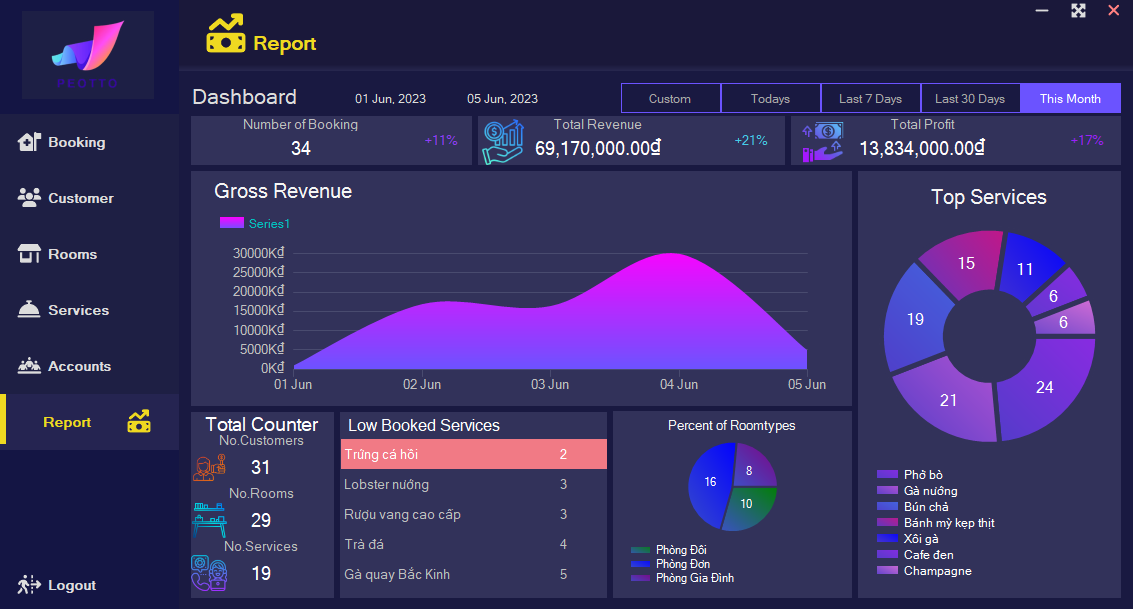 PLOTTO
Report
Dashboard
01 Jun, 2023
05 Jun, 2023
Custom
Todays
Last 7 Days
Last 30 Days
This Month
Booking
Customer
Rooms
Services
Accounts
Report
Logout
Number of Booking
34
+11%
Total Revenue
69,170,000.00₫
+21%
Total Profit
13,834,000.00₫
+17%
Gross Revenue
Series1
30000K₫
25000K₫
20000K₫
15000K₫
10000K₫
5000K₫
0K₫
01 Jun
02 Jun
03 Jun
04 Jun
05 Jun
Top Services
15
11
6
6
19
24
21
Phở bò
Gà nướng
Bún chả
Bánh mỳ kẹp thịt
Xôi gà
Cafe đen
Champagne
Total Counter
No.Customers
31
No.Rooms
29
No.Services
19
Low Booked Services
Trứng cá hồi 2
Lobster nướng 3
Rượu vang cao cấp 3
Trà đá 4
Gà quay Bắc Kinh 5
Percent of Roomtypes
16
8
10
Phòng Đôi
Phòng Đơn
Phòng Gia Đình